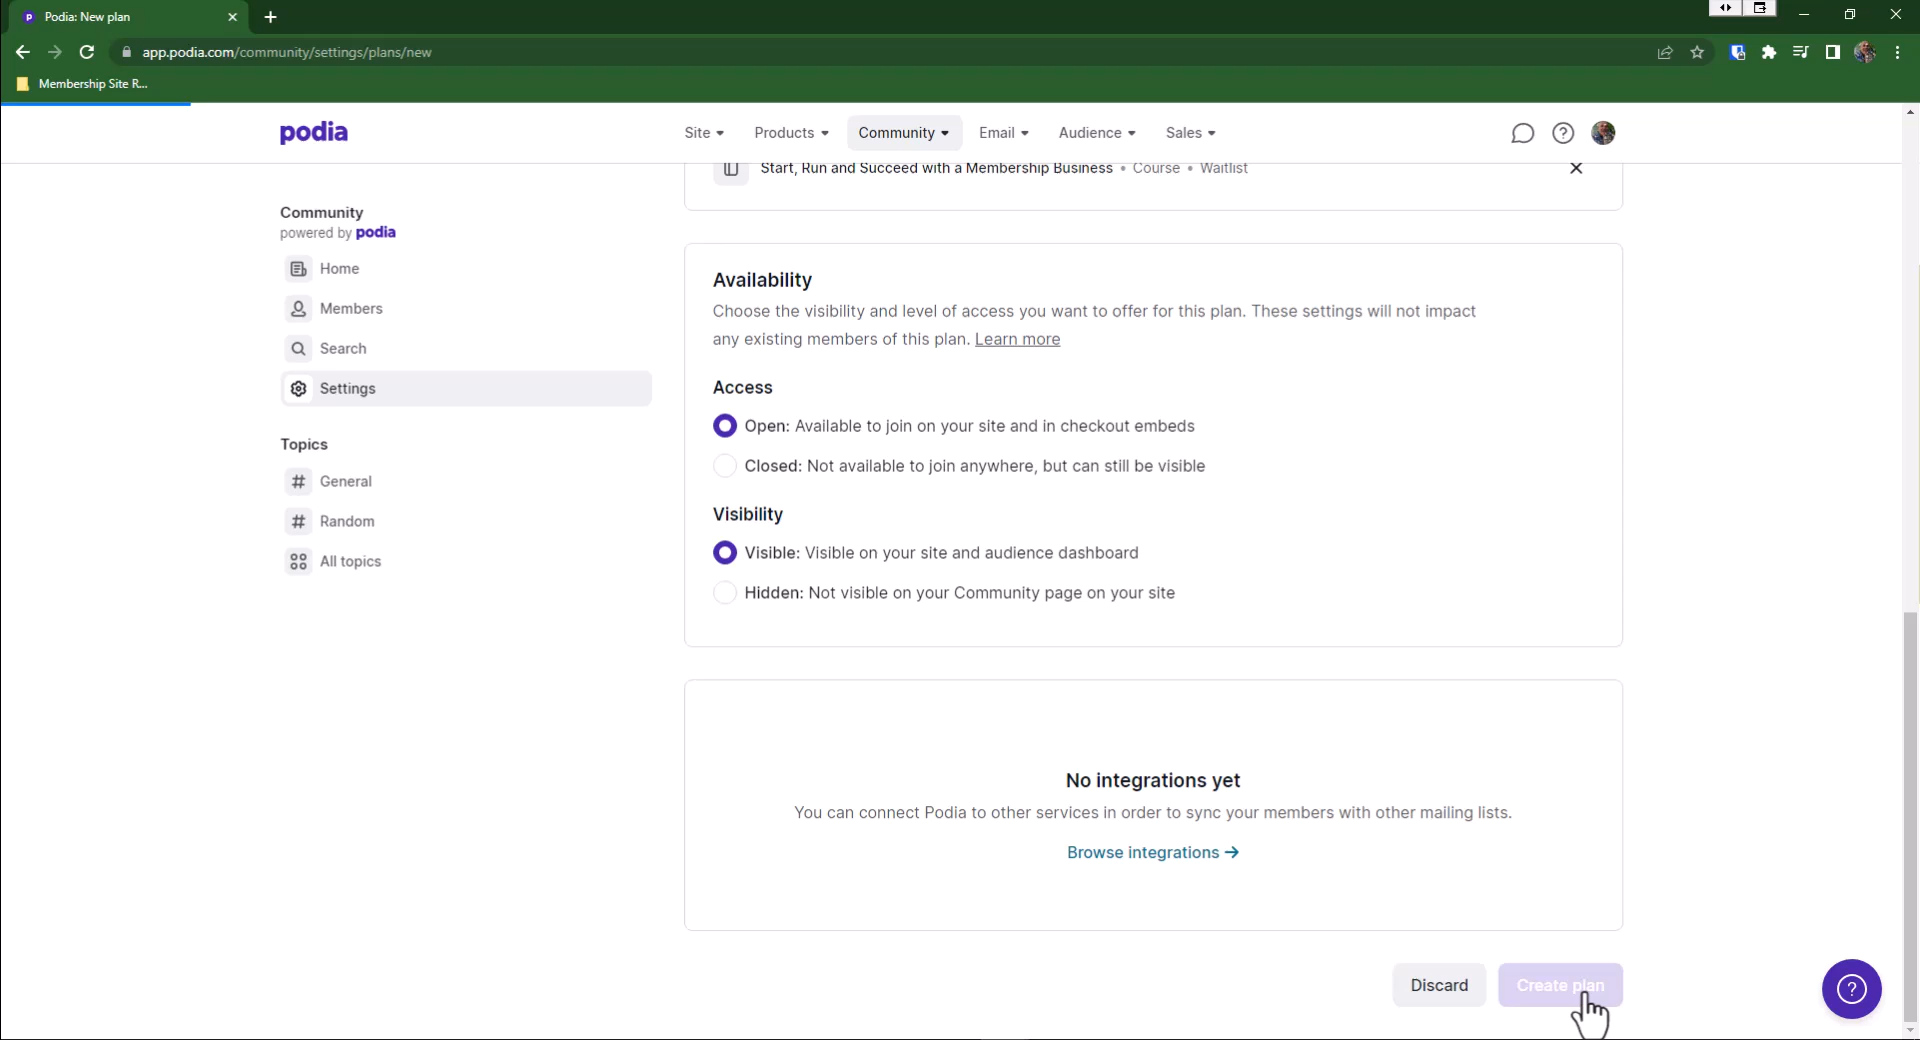 Podia: New plan
app.podia.com/community/settings/plans/new
Membership Site R...
podia
Site
Products
Community
Email
Audience
Sales
Start, Run and Succeed with a Membership Business • Course • Waitlist
Community
powered by podia
Home
Members
Search
Settings
Topics
# General
# Random
All topics
Availability
Choose the visibility and level of access you want to offer for this plan. These settings will not impact
any existing members of this plan. Learn more
Access
Open: Available to join on your site and in checkout embeds
Closed: Not available to join anywhere, but can still be visible
Visibility
Visible: Visible on your site and audience dashboard
Hidden: Not visible on your Community page on your site
No integrations yet
You can connect Podia to other services in order to sync your members with other mailing lists.
Browse integrations →
Discard
Create plan